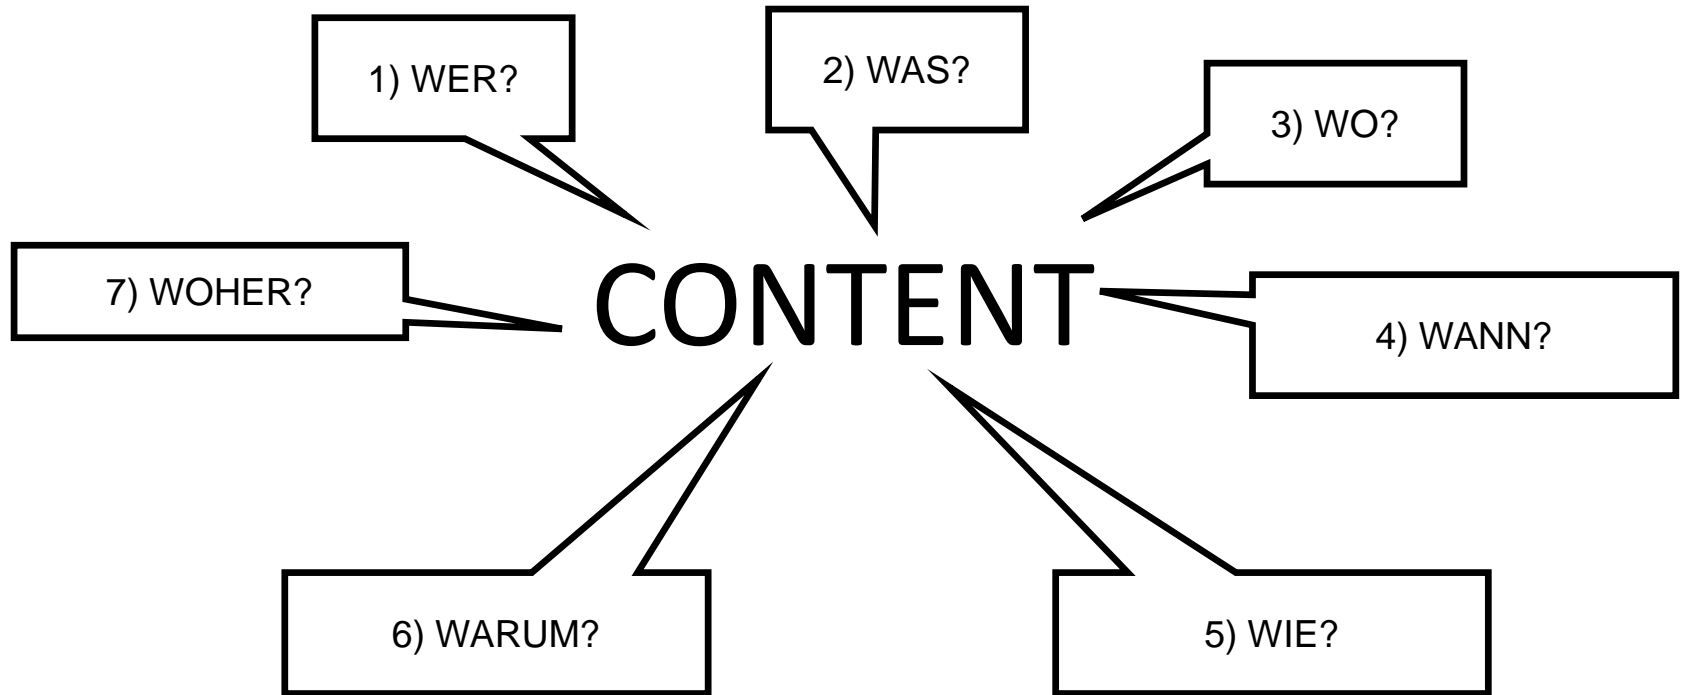 1) WER?
2) WAS?
3) WO?
7) WOHER?
CONTENT
4) WANN?
6) WARUM?
5) WIE?